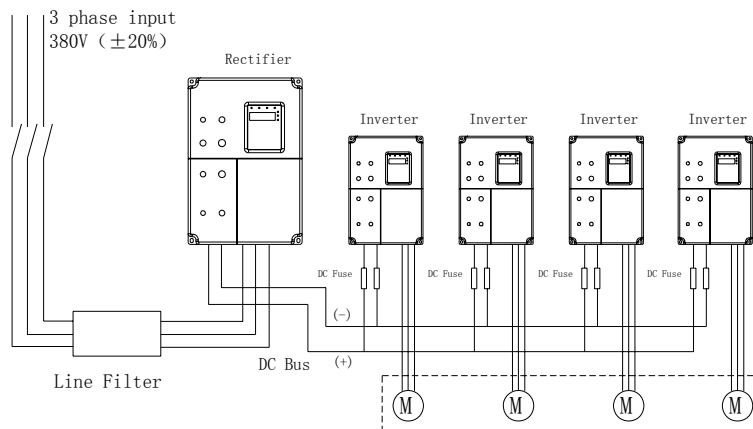 3 phase input
380V (±20%)
Rectifier
Inverter
Inverter
Inverter
Inverter
DC Fuse
DC Fuse
DC Fuse
DC Fuse
(-)
DC Bus
(+)
Line Filter
M
M
M
M